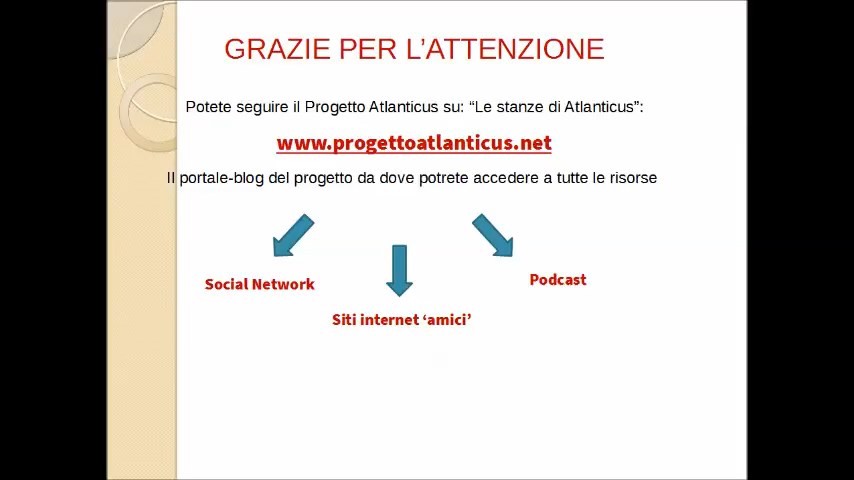 GRAZIE PER L’ATTENZIONE
Potete seguire il Progetto Atlanticus su: “Le stanze di Atlanticus”:
www.progettoatlanticus.net
Il portale-blog del progetto da dove potrete accedere a tutte le risorse
Social Network
Podcast
Siti internet ‘amici’